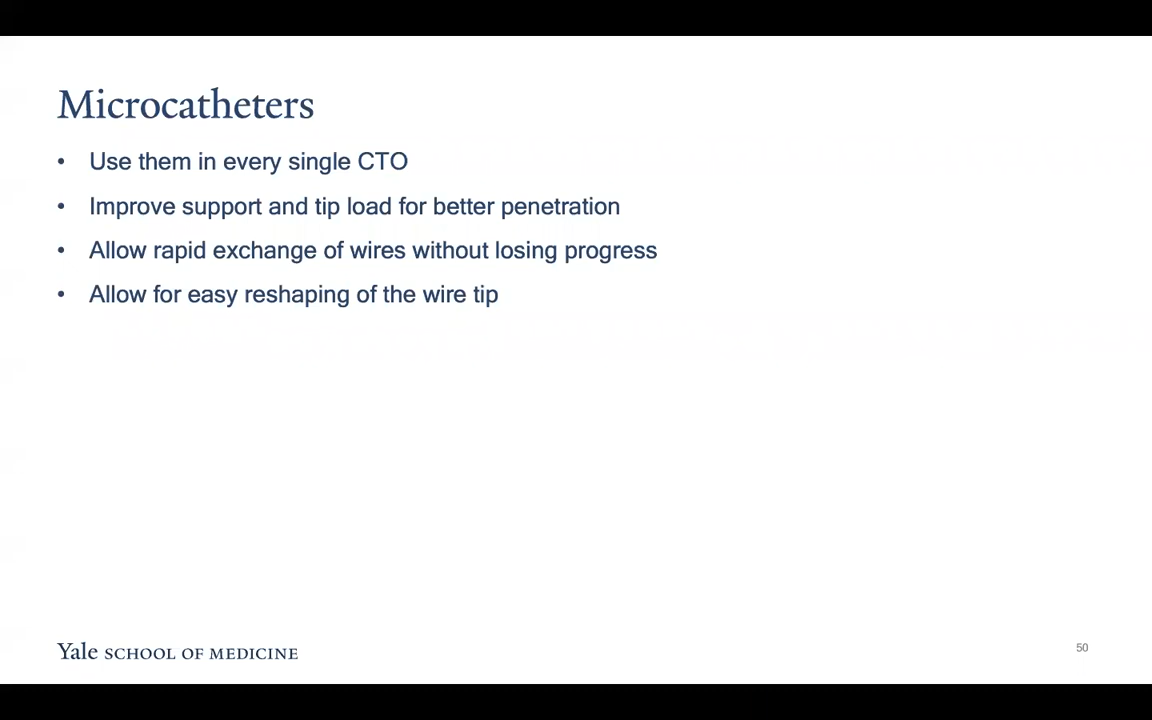 Microcatheters
• Use them in every single CTO
• Improve support and tip load for better penetration
• Allow rapid exchange of wires without losing progress
• Allow for easy reshaping of the wire tip
Yale SCHOOL OF MEDICINE
50